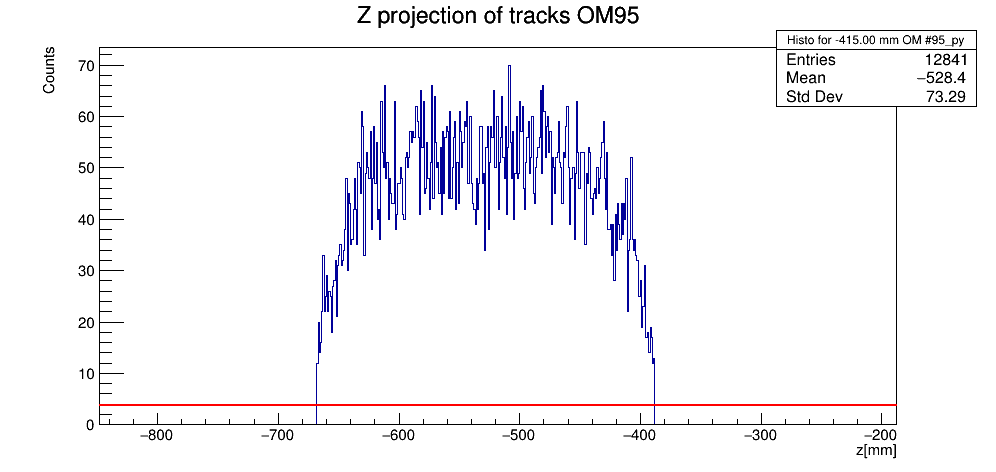 Z projection of tracks OM95
Histo for -415.00 mm OM #95_py
Entries 12841
Mean −528.4
Std Dev 73.29
Counts
70
60
50
40
30
20
10
0
−800 −700 −600 −500 −400 −300 −200
z[mm]